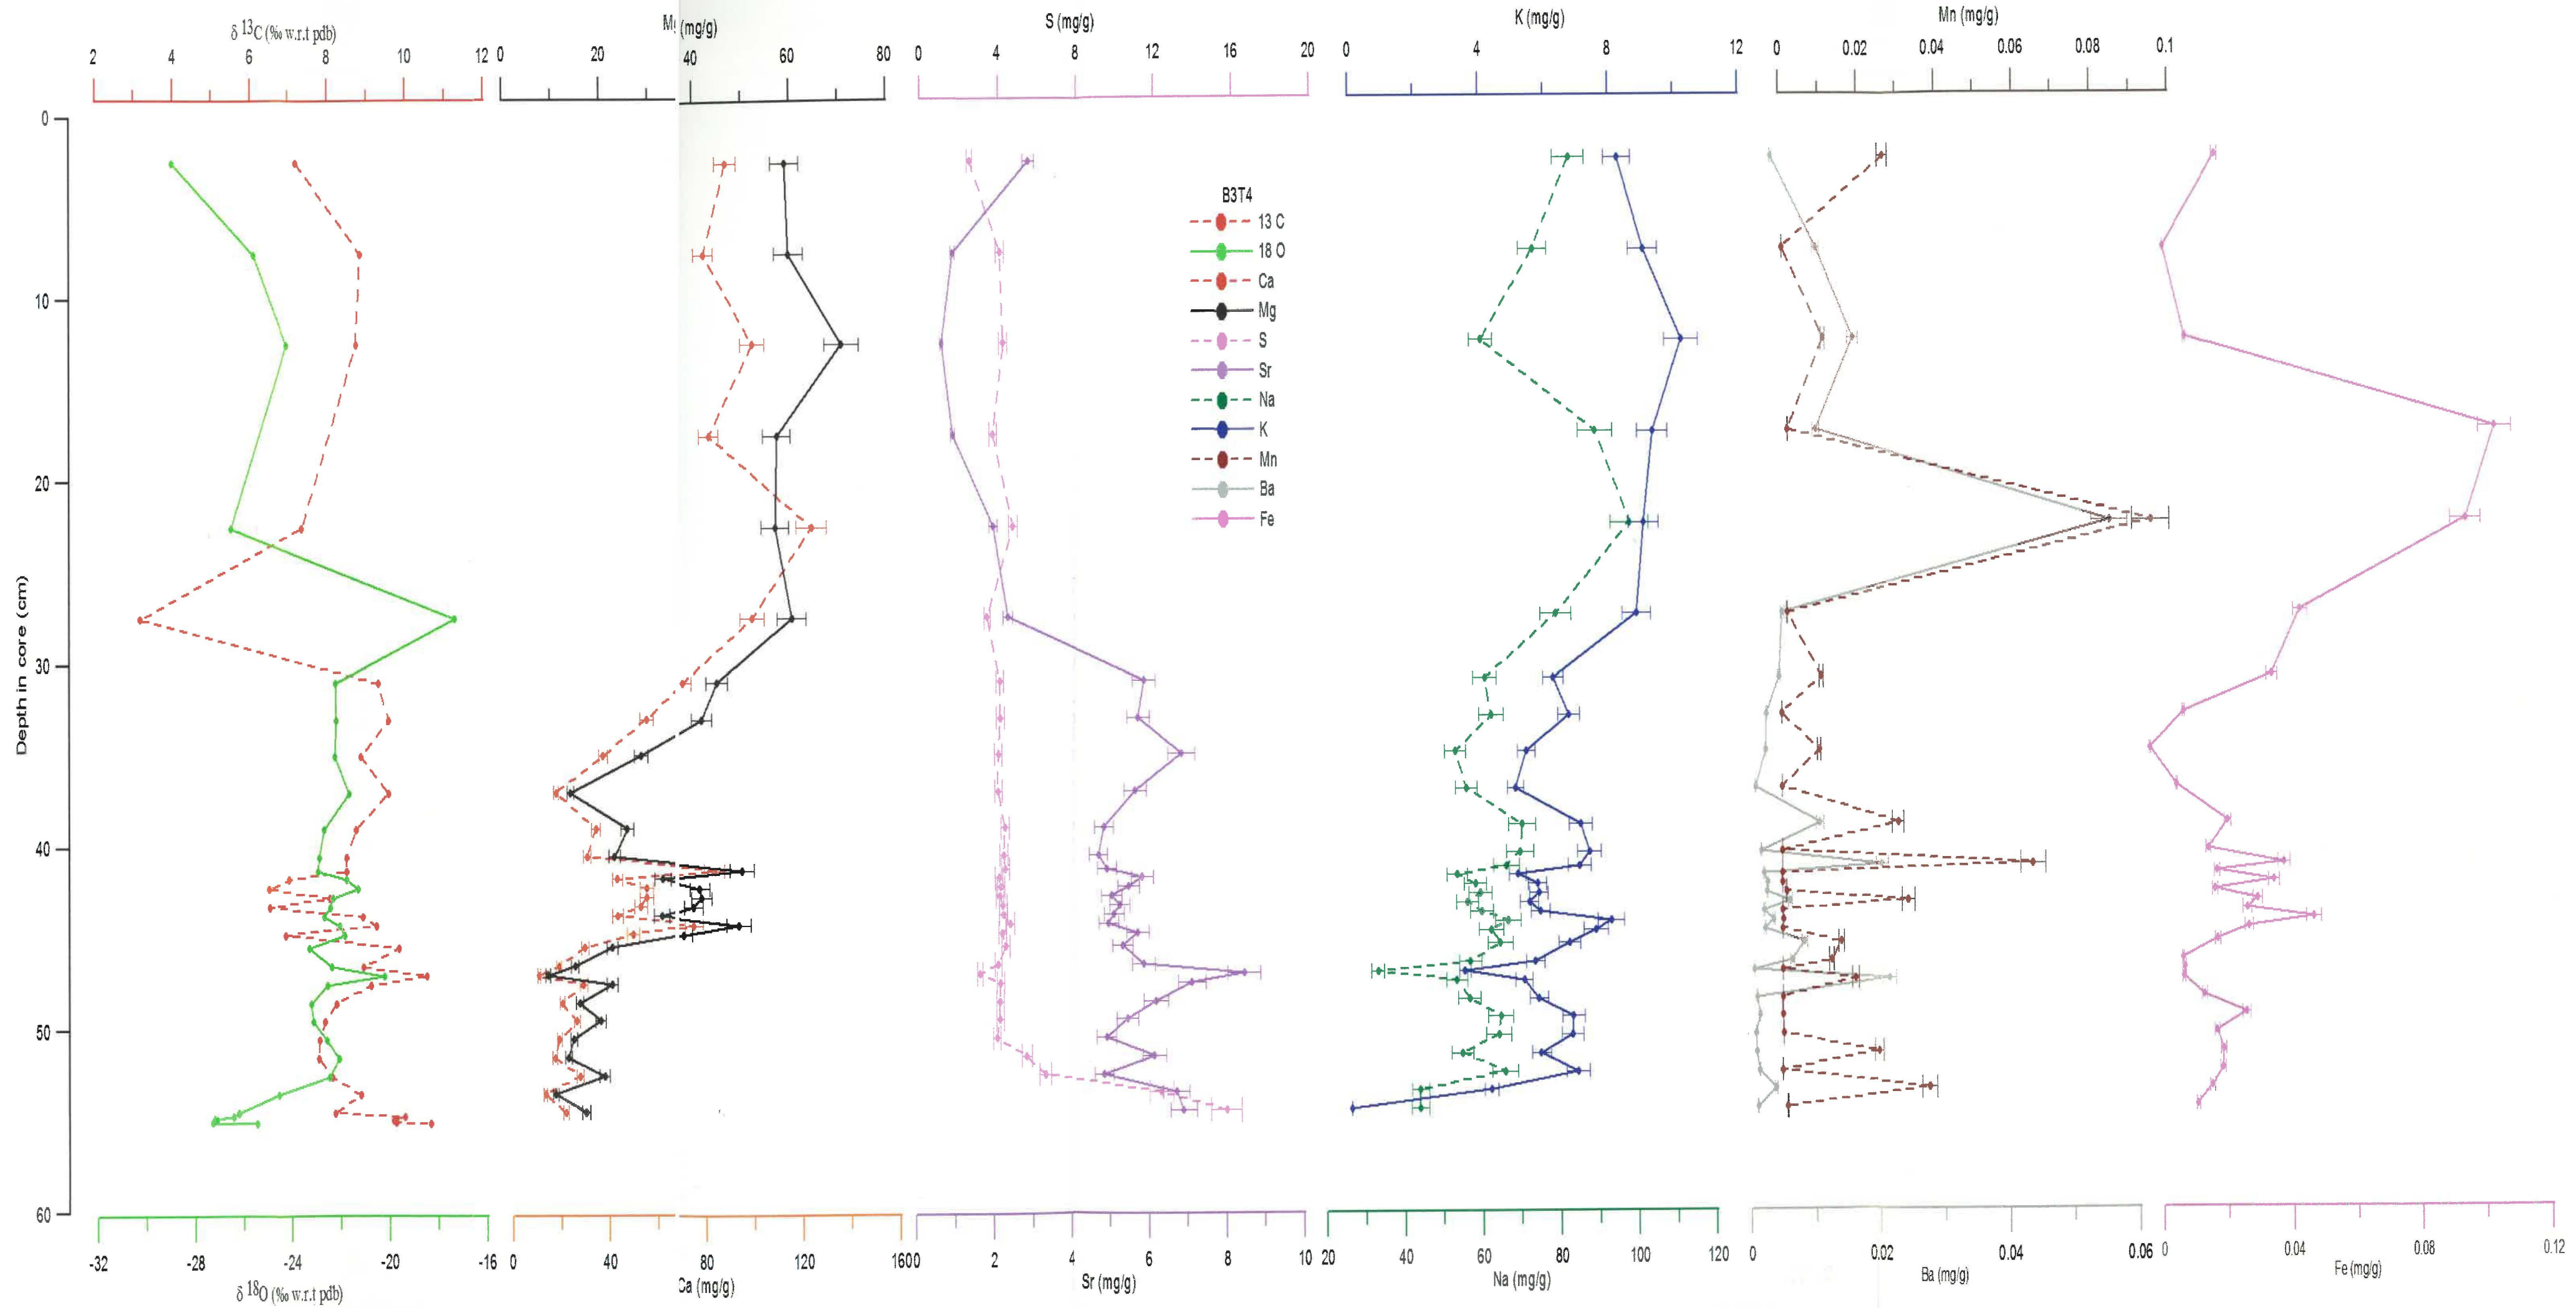 δ 13C (‰ w.r.t pdb)
2 4 6 8 10 12
Mg (mg/g)
0 20 40 60 80
S (mg/g)
0 4 8 12 16 20
K (mg/g)
0 4 8 12
Mn (mg/g)
0 0.02 0.04 0.06 0.08 0.1
Depth in core (cm)
0
10
20
30
40
50
60
B3T4
13 C
18 O
Ca
Mg
S
Sr
Na
K
Mn
Ba
Fe
-32 -28 -24 -20 -16
δ 18O (‰ w.r.t pdb)
0 40 80 120 160
Ca (mg/g)
0 2 4 6 8 10
Sr (mg/g)
20 40 60 80 100 120
Na (mg/g)
0 0.02 0.04 0.06
Ba (mg/g)
0 0.04 0.08 0.12
Fe (mg/g)